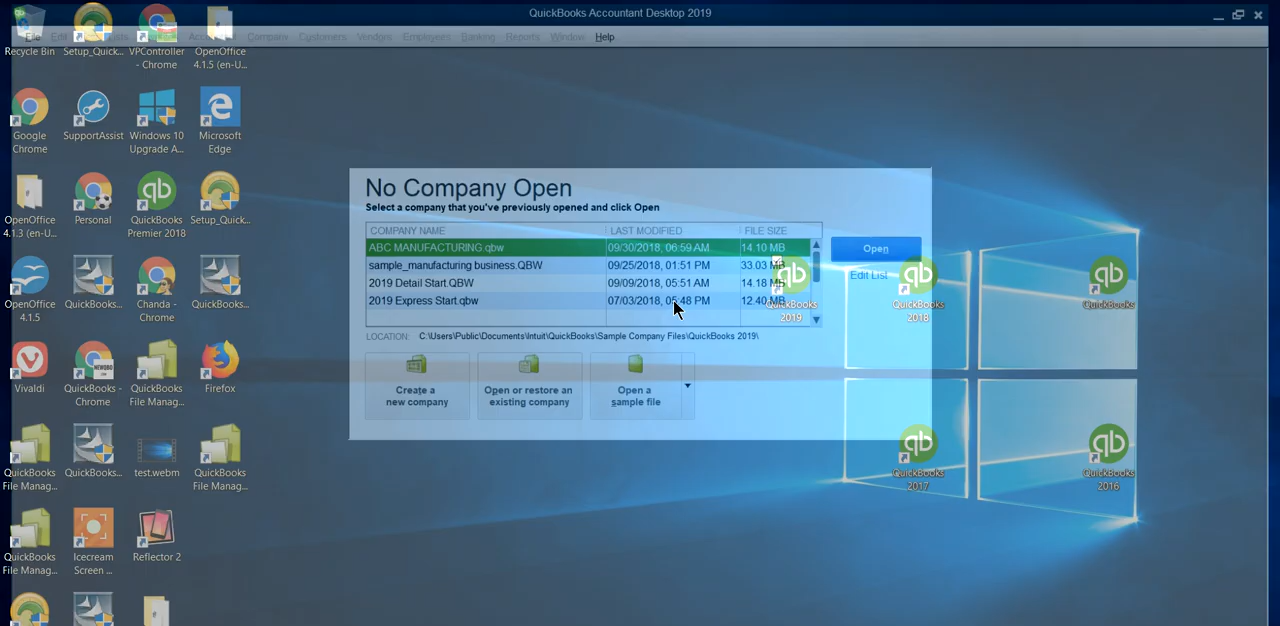 QuickBooks Accountant Desktop 2019
File Edit Company Customers Vendors Employees Banking Reports Window Help
Recycle Bin
Setup_Quick...
VPController
- Chrome
OpenOffice
4.1.5 (en-U...
Google
Chrome
SupportAssist
Windows 10
Upgrade A...
Microsoft
Edge
OpenOffice
4.1.3 (en-U...
Personal
QuickBooks
Premier 2018
Setup_Quick...
OpenOffice
4.1.5
QuickBooks...
Chanda -
Chrome
QuickBooks...
Vivaldi
QuickBooks -
Chrome
QuickBooks
File Manag...
Firefox
QuickBooks
File Manag...
QuickBooks...
test.webm
QuickBooks
File Manag...
QuickBooks
File Manag...
Icecream
Screen ...
Reflector 2
No Company Open
Select a company that you've previously opened and click Open
COMPANY NAME LAST MODIFIED FILE SIZE
ABC MANUFACTURING.qbw 09/30/2018, 06:59 AM 14.10 MB
sample_manufacturing business.QBW 09/25/2018, 01:51 PM 33.03 MB
2019 Detail Start.QBW 09/09/2018, 05:51 AM 14.18 MB
2019 Express Start.qbw 07/03/2018, 05:48 PM 12.40 MB
Open
Edit List
LOCATION: C:\Users\Public\Documents\Intuit\QuickBooks\Sample Company Files\QuickBooks 2019\
Create a
new company
Open or restore an
existing company
Open a
sample file
QuickBooks
2019
QuickBooks
2018
QuickBooks
QuickBooks
2017
QuickBooks
2016